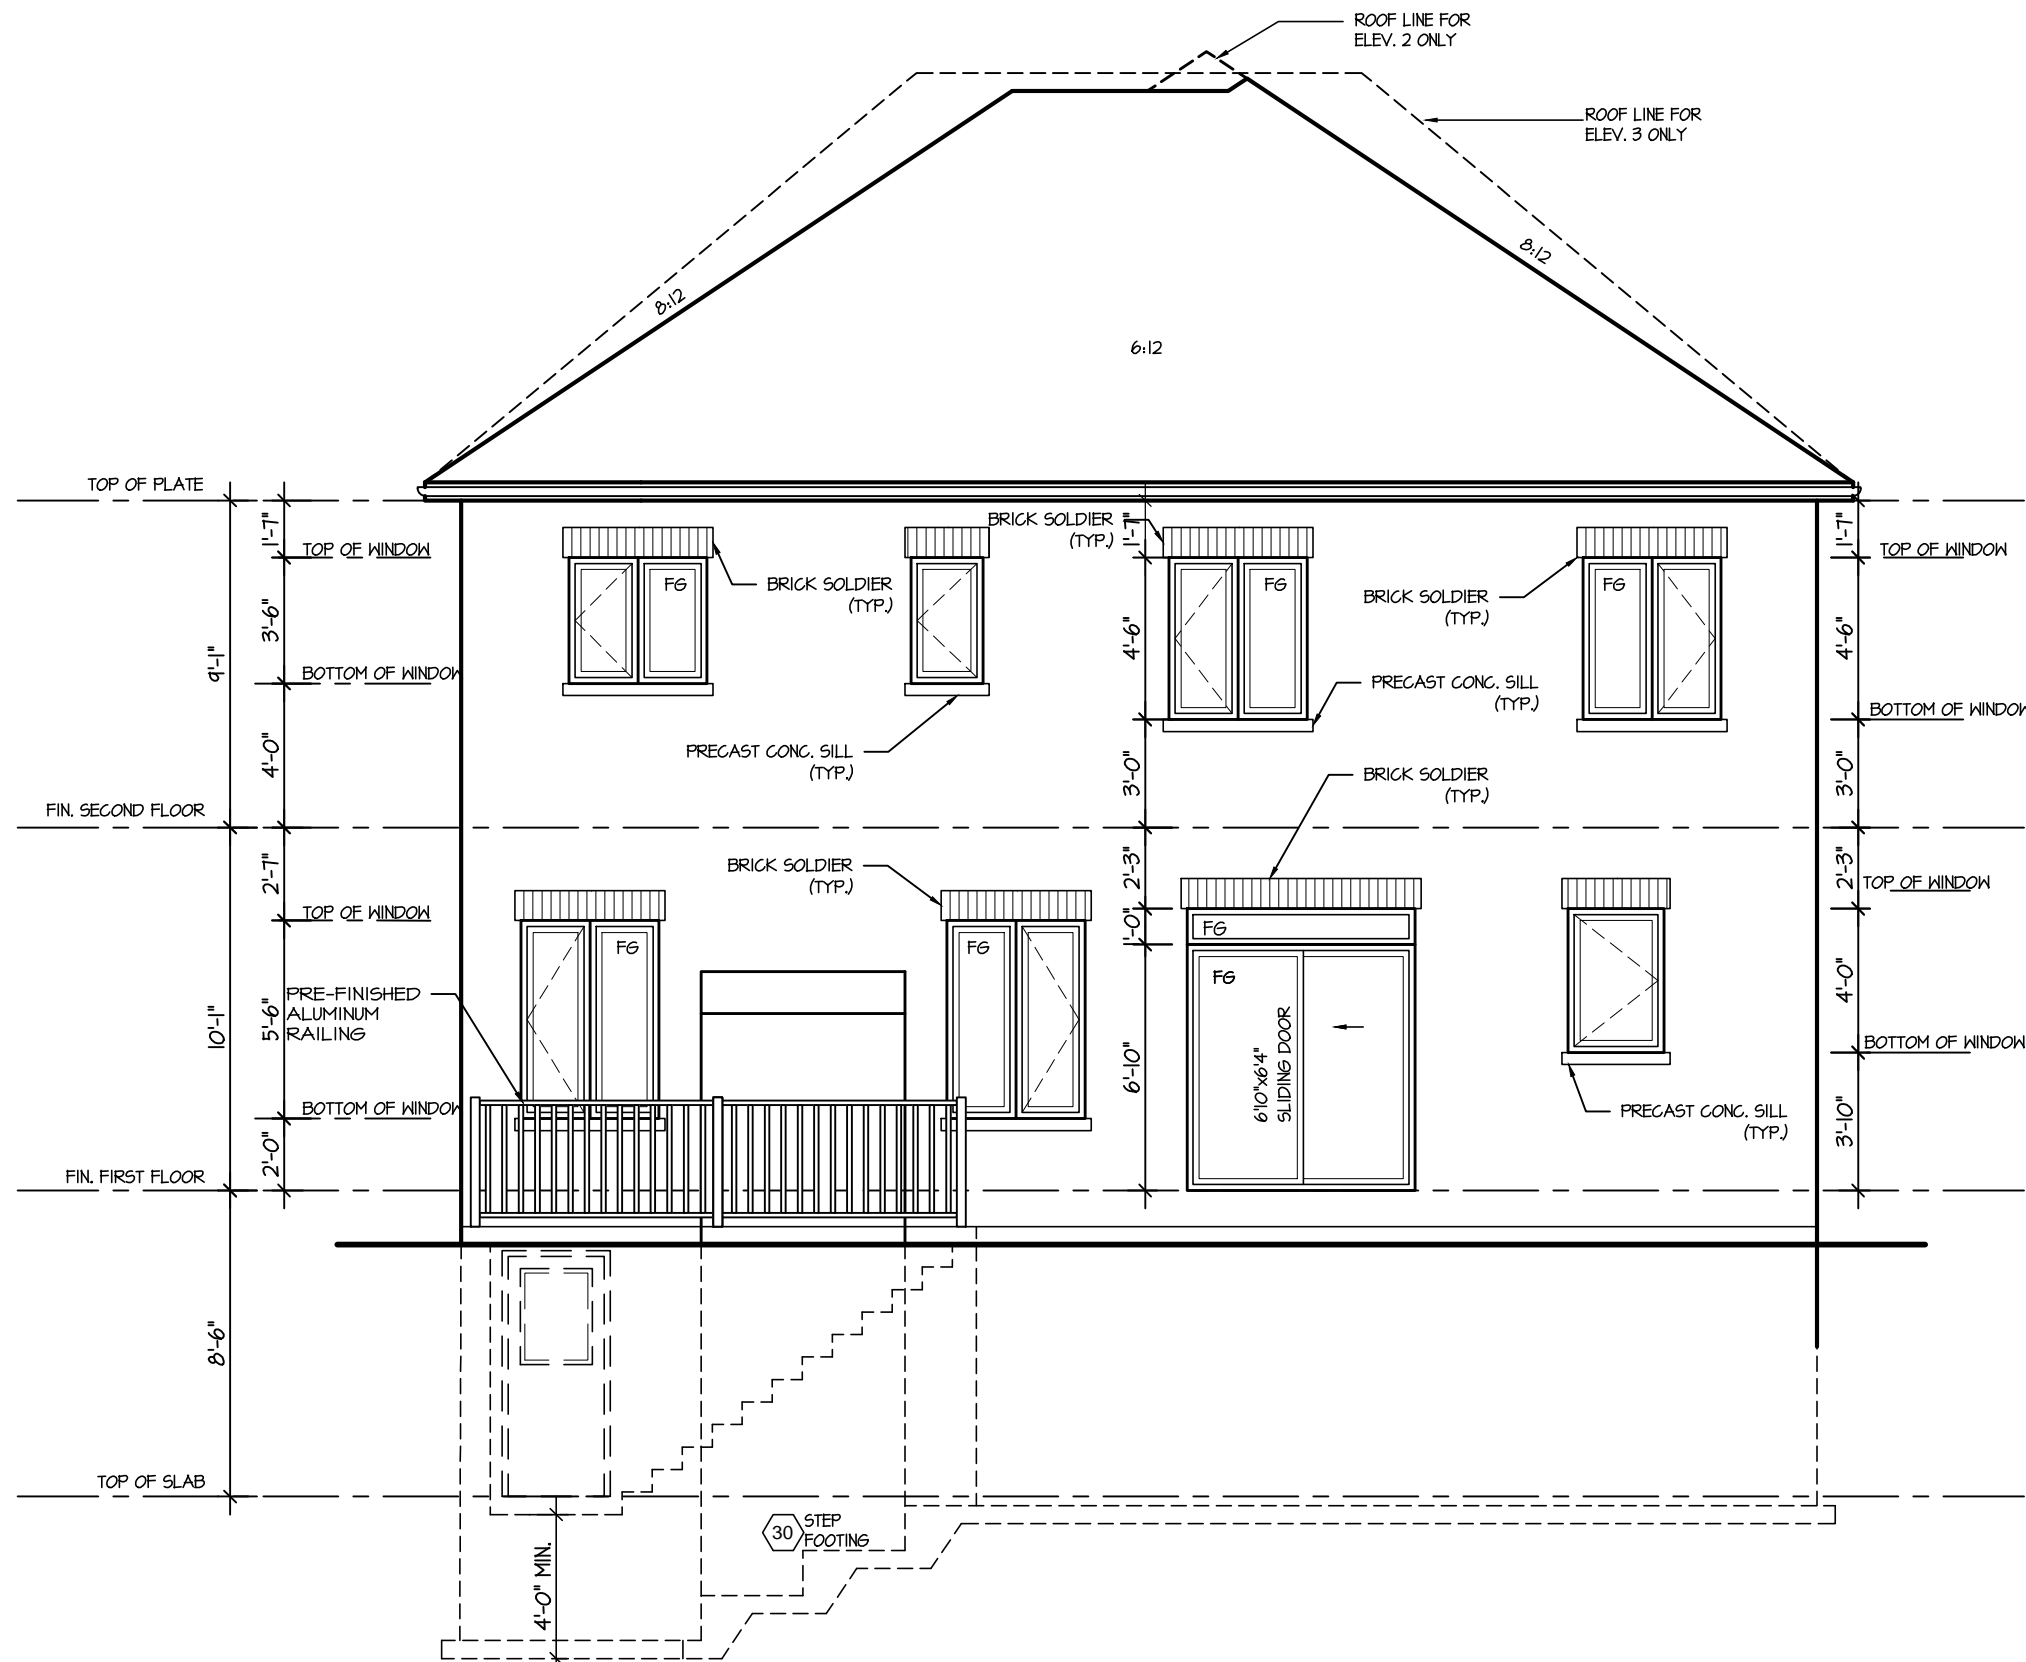 ROOF LINE FOR
ELEV. 2 ONLY
ROOF LINE FOR
ELEV. 3 ONLY
8:12
8:12
6:12
TOP OF PLATE
1'-7"
TOP OF WINDOW
3'-6"
9'-1"
BOTTOM OF WINDOW
4'-0"
FIN. SECOND FLOOR
BRICK SOLDIER
(TYP.)
FG
BRICK SOLDIER
(TYP.)
1'-7"
FG
4'-6"
BRICK SOLDIER
(TYP.)
FG
1'-7"
TOP OF WINDOW
4'-6"
PRECAST CONC. SILL
(TYP.)
BOTTOM OF WINDOW
PRECAST CONC. SILL
(TYP.)
3'-0"
BRICK SOLDIER
(TYP.)
3'-0"
2'-7"
TOP OF WINDOW
BRICK SOLDIER
(TYP.)
2'-3"
2'-3"
TOP OF WINDOW
FG
FG
1'-0"
FG
FG
4'-0"
PRE-FINISHED
ALUMINUM
RAILING
10'-1"
5'-6"
6'-10"
6'10"x6'4"
SLIDING DOOR
BOTTOM OF WINDOW
BOTTOM OF WINDOW
PRECAST CONC. SILL
(TYP.)
3'-10"
2'-0"
FIN. FIRST FLOOR
8'-6"
TOP OF SLAB
30
STEP
FOOTING
4'-0" MIN.